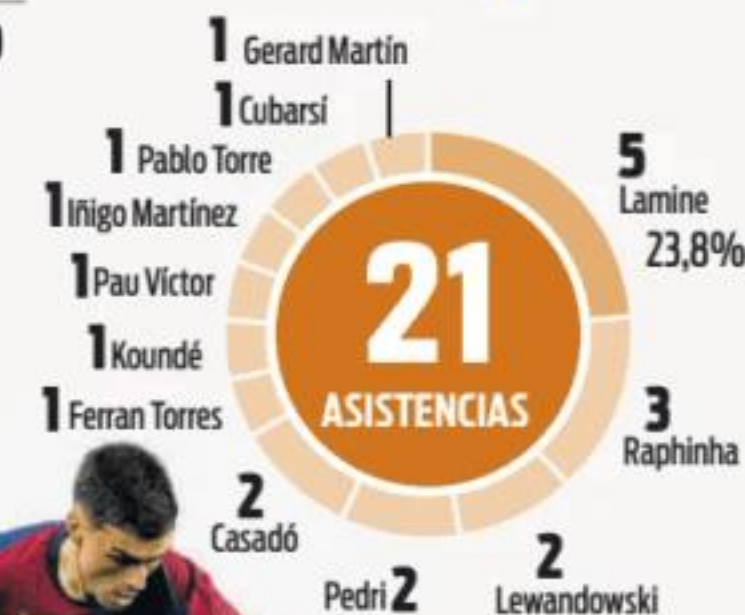 1 Gerard Martín
1 Cubarsí
1 Pablo Torre
1 Iñigo Martínez
1 Pau Víctor
1 Koundé
1 Ferran Torres
2
Casadó
Pedri 2
2
Lewandowski
3
Raphinha
5
Lamine
23,8%
21
ASISTENCIAS